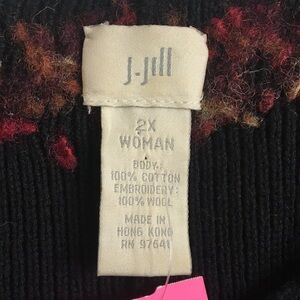 J.Jill
2X
WOMAN
BODY:
100% COTTON
EMBROIDERY:
100% WOOL
MADE IN
HONG KONG
RN 97641